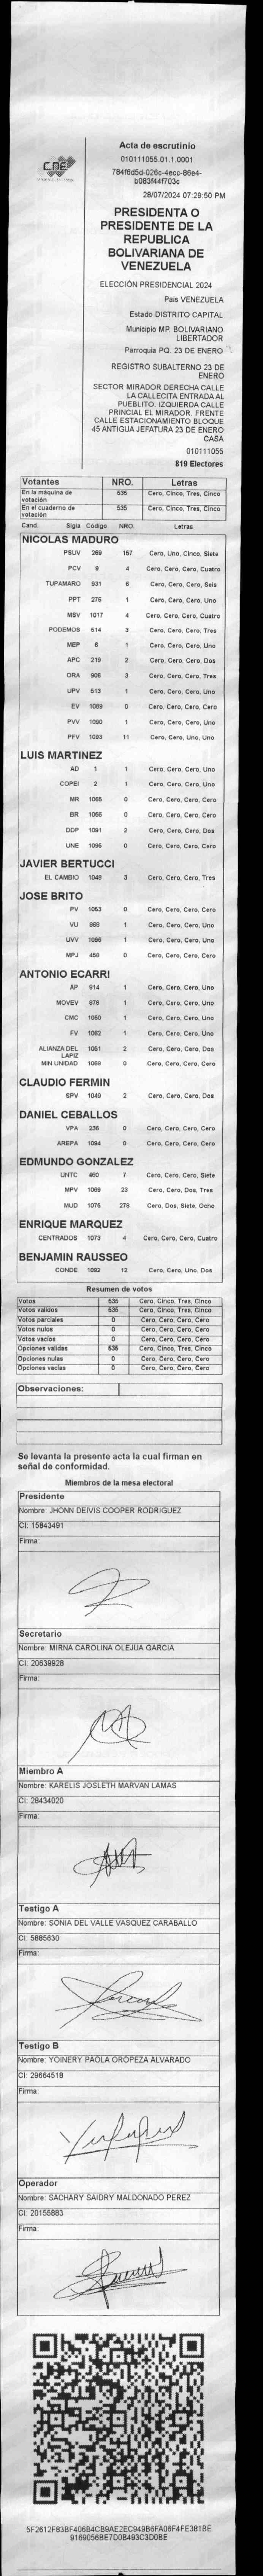 CNE
Acta de escrutinio
010111055.01.1.0001
28/07/2024 07:29:50 PM
PRESIDENTA O
PRESIDENTE DE LA
REPUBLICA
BOLIVARIANA DE
VENEZUELA
ELECCIÓN PRESIDENCIAL 2024
País VENEZUELA
Estado DISTRITO CAPITAL
Municipio MP. BOLIVARIANO
LIBERTADOR
Parroquia PQ. 23 DE ENERO
REGISTRO SUBALTERNO 23 DE
ENERO
SECTOR MIRADOR DERECHA CALLE
LA CALLECITA ENTRADA AL
PUEBLITO. IZQUIERDA CALLE
PRINCIAL EL MIRADOR. FRENTE
CALLE ESTACIONAMIENTO BLOQUE
45 ANTIGUA JEFATURA 23 DE ENERO
CASA
010111055
819 Electores
Votantes NRO. Letras
En la máquina de votación 535 Cero, Cinco, Tres, Cinco
En el cuaderno de votación 535 Cero, Cinco, Tres, Cinco
Cand. Sigla Código NRO. Letras
NICOLAS MADURO
PSUV 269 157 Cero, Uno, Cinco, Siete
PCV 9 4 Cero, Cero, Cero, Cuatro
TUPAMARO 931 6 Cero, Cero, Cero, Seis
PPT 275 1 Cero, Cero, Cero, Uno
MSV 1017 4 Cero, Cero, Cero, Cuatro
PODEMOS 514 3 Cero, Cero, Cero, Tres
MEP 6 1 Cero, Cero, Cero, Uno
APC 219 2 Cero, Cero, Cero, Dos
ORA 906 3 Cero, Cero, Cero, Tres
UPV 513 1 Cero, Cero, Cero, Uno
EV 1089 0 Cero, Cero, Cero, Cero
PVV 1090 1 Cero, Cero, Cero, Uno
PFV 1093 11 Cero, Cero, Uno, Uno
LUIS MARTINEZ
AD 1 1 Cero, Cero, Cero, Uno
COPEI 2 1 Cero, Cero, Cero, Uno
MR 1065 0 Cero, Cero, Cero, Cero
BR 1066 0 Cero, Cero, Cero, Cero
DDP 1091 2 Cero, Cero, Cero, Dos
UNE 1095 0 Cero, Cero, Cero, Cero
JAVIER BERTUCCI
EL CAMBIO 1048 3 Cero, Cero, Cero, Tres
JOSE BRITO
PV 1053 0 Cero, Cero, Cero, Cero
VU 989 1 Cero, Cero, Cero, Uno
UVV 1096 1 Cero, Cero, Cero, Uno
MPJ 458 0 Cero, Cero, Cero, Cero
ANTONIO ECARRI
AP 914 1 Cero, Cero, Cero, Uno
MOVEV 878 1 Cero, Cero, Cero, Uno
CMC 1050 1 Cero, Cero, Cero, Uno
FV 1062 1 Cero, Cero, Cero, Uno
ALIANZA DEL LAPIZ 1051 2 Cero, Cero, Cero, Dos
MIN UNIDAD 1069 0 Cero, Cero, Cero, Cero
CLAUDIO FERMIN
SPV 1049 2 Cero, Cero, Cero, Dos
DANIEL CEBALLOS
VPA 236 0 Cero, Cero, Cero, Cero
AREPA 1094 0 Cero, Cero, Cero, Cero
EDMUNDO GONZALEZ
UNTC 460 7 Cero, Cero, Cero, Siete
MPV 1069 23 Cero, Cero, Dos, Tres
MUD 1075 278 Cero, Dos, Siete, Ocho
ENRIQUE MARQUEZ
CENTRADOS 1073 4 Cero, Cero, Cero, Cuatro
BENJAMIN RAUSSEO
CONDE 1092 12 Cero, Cero, Uno, Dos
Resumen de votos
Votos 535 Cero, Cinco, Tres, Cinco
Votos validos 535 Cero, Cinco, Tres, Cinco
Votos parciales 0 Cero, Cero, Cero, Cero
Votos nulos 0 Cero, Cero, Cero, Cero
Votos vacios 0 Cero, Cero, Cero, Cero
Opciones validas 535 Cero, Cinco, Tres, Cinco
Opciones nulas 0 Cero, Cero, Cero, Cero
Opciones vacias 0 Cero, Cero, Cero, Cero
Observaciones:
Se levanta la presente acta la cual firman en
señal de conformidad.
Miembros de la mesa electoral
Presidente
Nombre: JHONN DEIVIS COOPER RODRIGUEZ
CI: 15843491
Firma:
Secretario
Nombre: MIRNA CAROLINA OLEJUA GARCIA
CI: 20639928
Firma:
Miembro A
Nombre: KARELIS JOSLETH MARVAN LAMAS
CI: 28434020
Firma:
Testigo A
Nombre: SONIA DEL VALLE VASQUEZ CARABALLO
CI: 5885630
Firma:
Testigo B
Nombre: YOINERY PAOLA OROPEZA ALVARADO
CI: 29664518
Firma:
Operador
Nombre: SACHARY SAIDRY MALDONADO PEREZ
CI: 20155883
Firma:
5F2612F83BF406B4CB9AE2EC949B6FA06F4FE381BE
9169056BE7D0B493C3D0BE